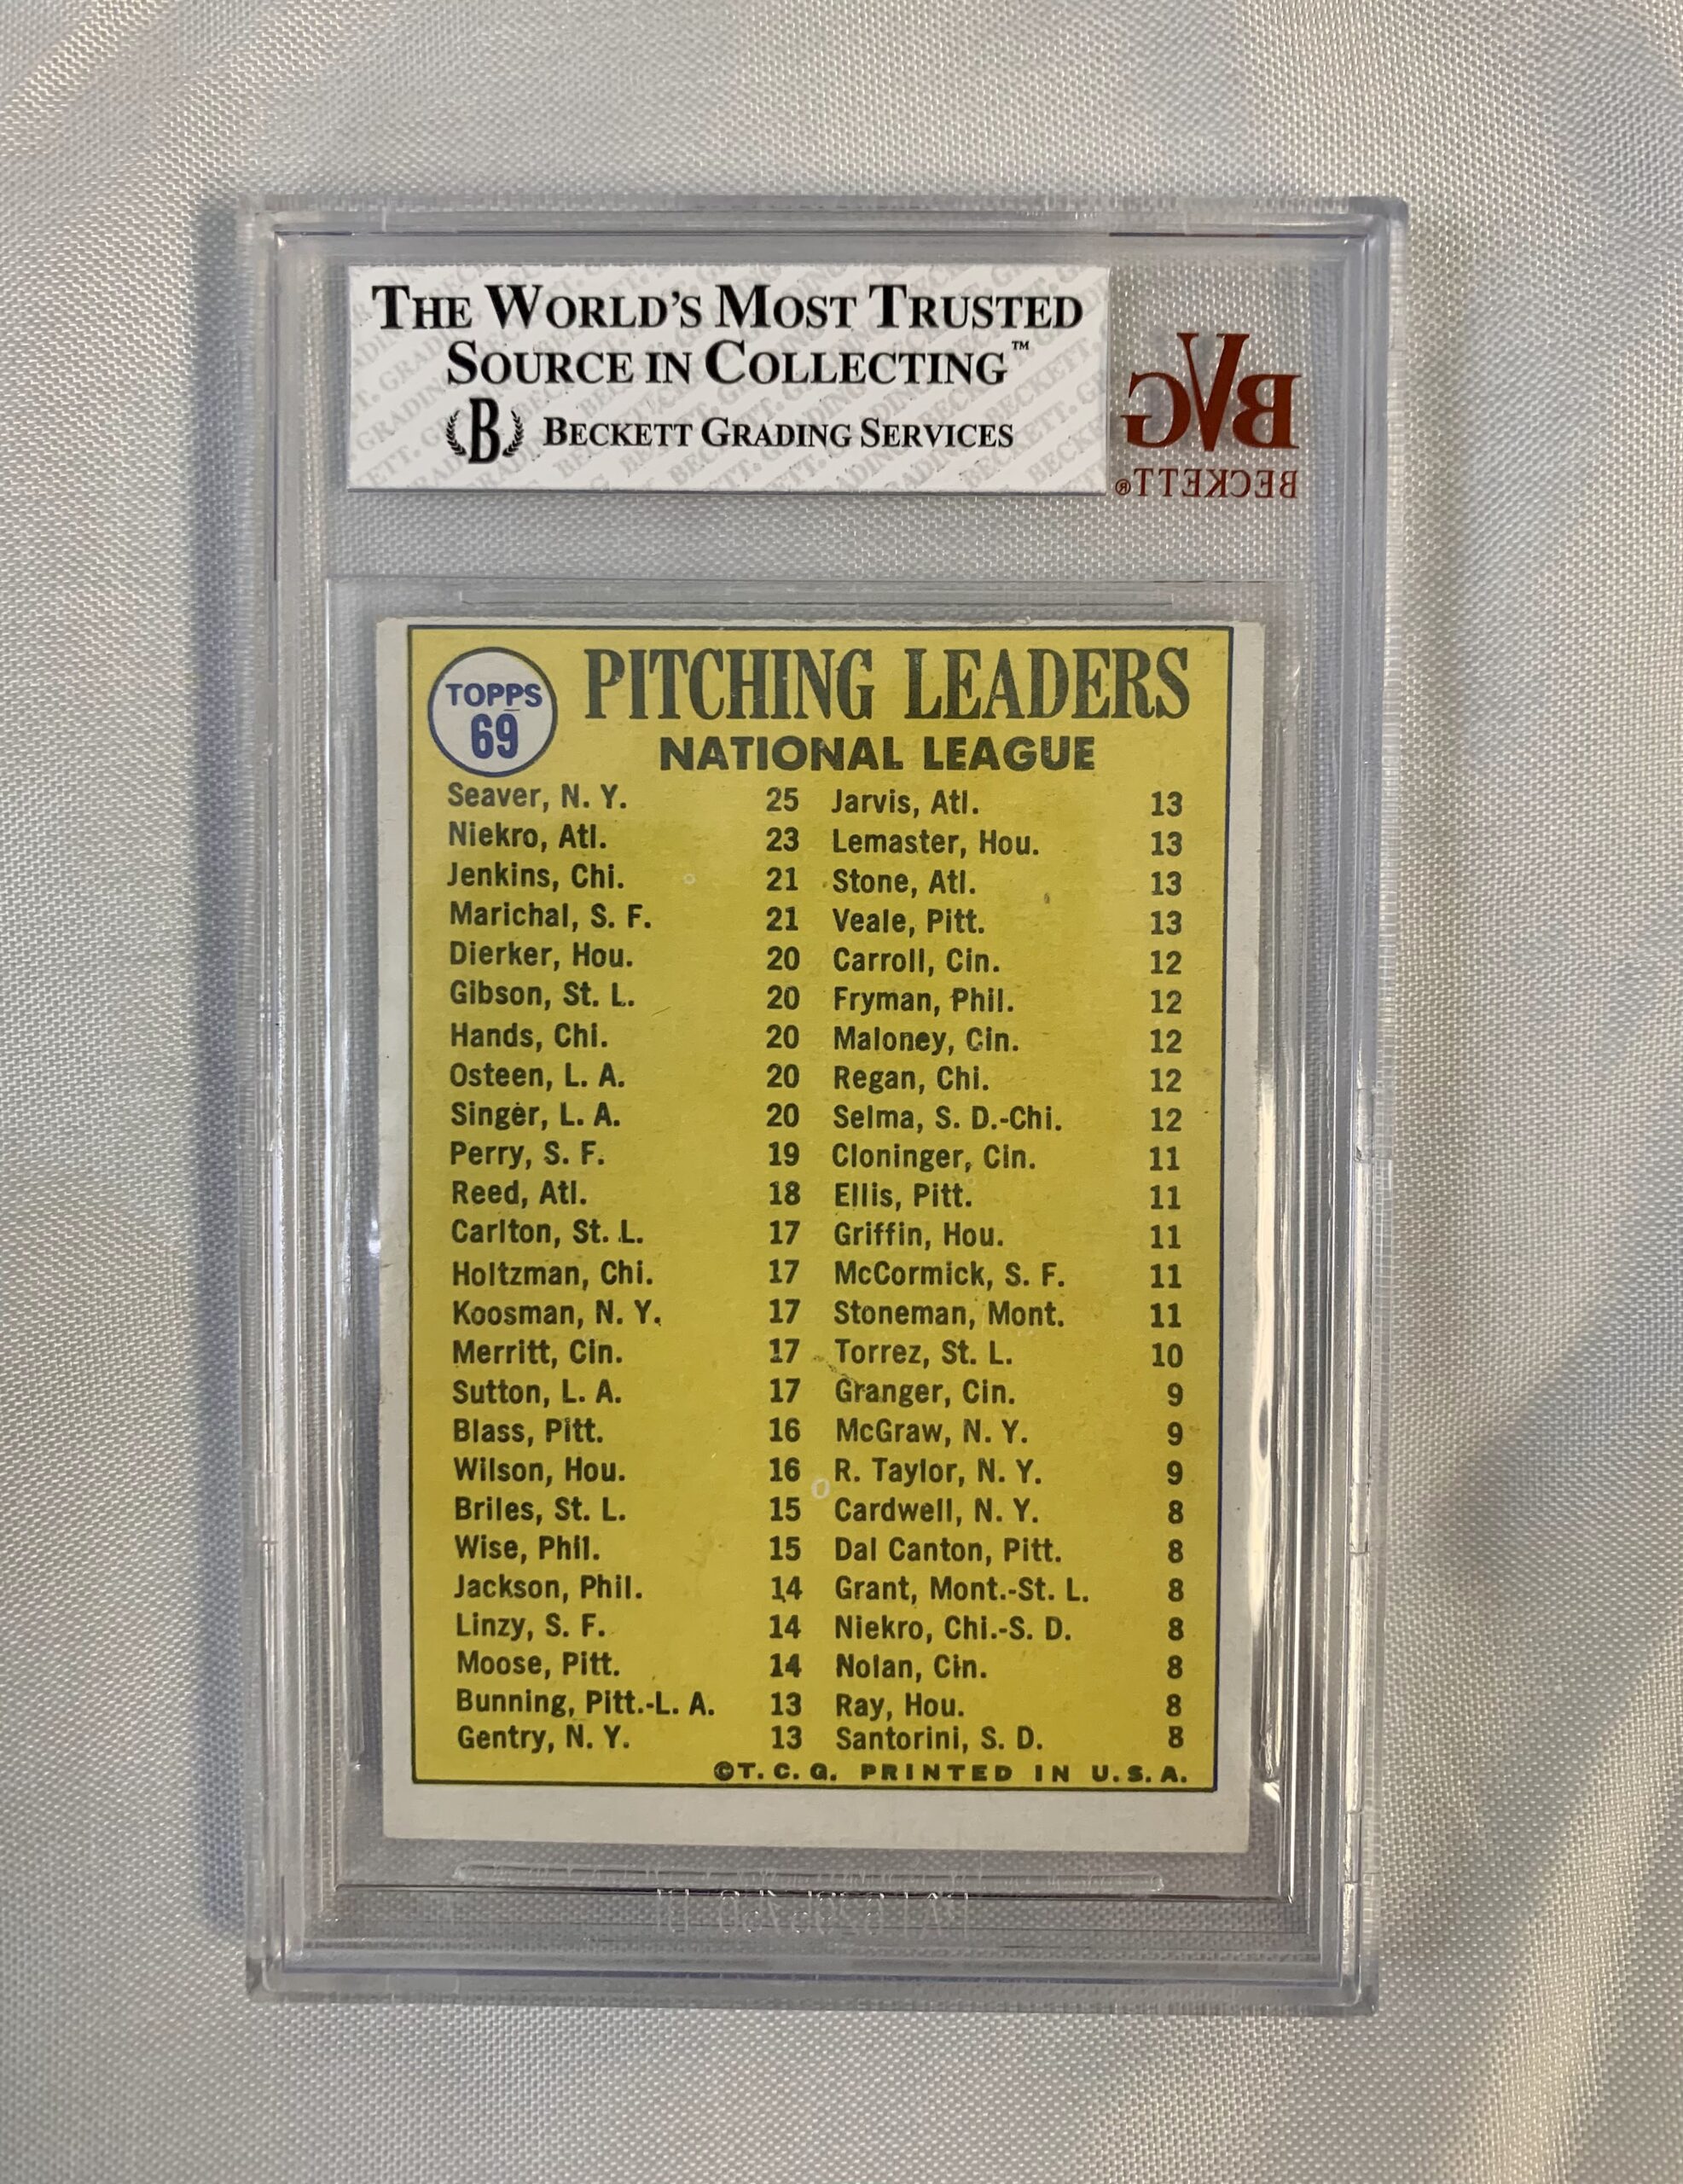 THE WORLD'S MOST TRUSTED
SOURCE IN COLLECTING™
B BECKETT GRADING SERVICES
BVG
BECKETT®
TOPPS
69
PITCHING LEADERS
NATIONAL LEAGUE
Seaver, N. Y. 25
Niekro, Atl. 23
Jenkins, Chi. 21
Marichal, S. F. 21
Dierker, Hou. 20
Gibson, St. L. 20
Hands, Chi. 20
Osteen, L. A. 20
Singer, L. A. 20
Perry, S. F. 19
Reed, Atl. 18
Carlton, St. L. 17
Holtzman, Chi. 17
Koosman, N. Y. 17
Merritt, Cin. 17
Sutton, L. A. 17
Blass, Pitt. 16
Wilson, Hou. 16
Briles, St. L. 15
Wise, Phil. 15
Jackson, Phil. 14
Linzy, S. F. 14
Moose, Pitt. 14
Bunning, Pitt.-L. A. 13
Gentry, N. Y. 13
Jarvis, Atl. 13
Lemaster, Hou. 13
Stone, Atl. 13
Veale, Pitt. 13
Carroll, Cin. 12
Fryman, Phil. 12
Maloney, Cin. 12
Regan, Chi. 12
Selma, S. D.-Chi. 12
Cloninger, Cin. 11
Ellis, Pitt. 11
Griffin, Hou. 11
McCormick, S. F. 11
Stoneman, Mont. 11
Torrez, St. L. 10
Granger, Cin. 9
McGraw, N. Y. 9
R. Taylor, N. Y. 9
Cardwell, N. Y. 8
Dal Canton, Pitt. 8
Grant, Mont.-St. L. 8
Niekro, Chi.-S. D. 8
Nolan, Cin. 8
Ray, Hou. 8
Santorini, S. D. 8
©T. C. G. PRINTED IN U. S. A.